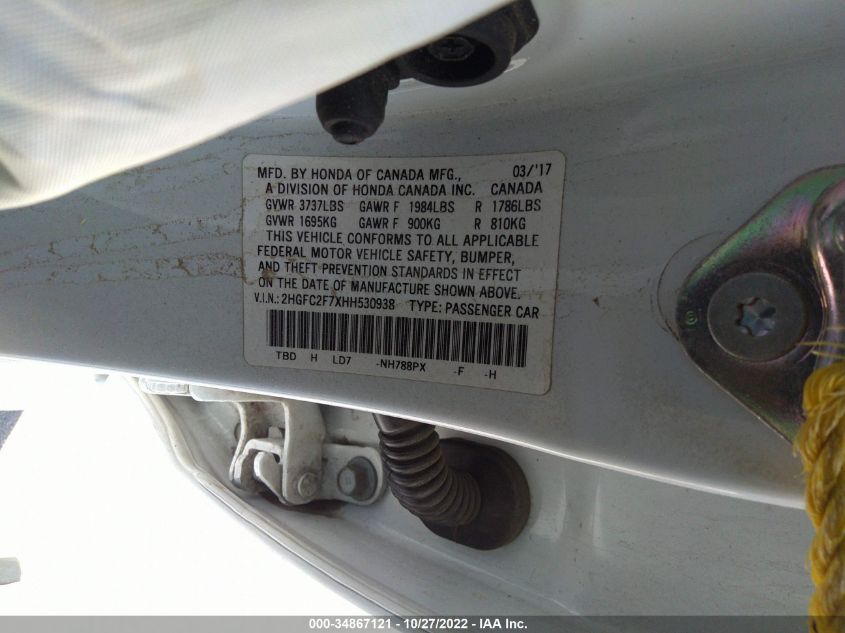 MFD. BY HONDA OF CANADA MFG., 03/'17
A DIVISION OF HONDA CANADA INC. CANADA
GVWR 3737LBS GAWR F 1984LBS R 1786LBS
GVWR 1695KG GAWR F 900KG R 810KG
THIS VEHICLE CONFORMS TO ALL APPLICABLE
FEDERAL MOTOR VEHICLE SAFETY, BUMPER,
AND THEFT PREVENTION STANDARDS IN EFFECT
ON THE DATE OF MANUFACTURE SHOWN ABOVE.
V.I.N.: 2HGFC2F7XHH530938 TYPE: PASSENGER CAR
TBD H LD7 -NH788PX -F -H
000-34867121 - 10/27/2022 - IAA Inc.